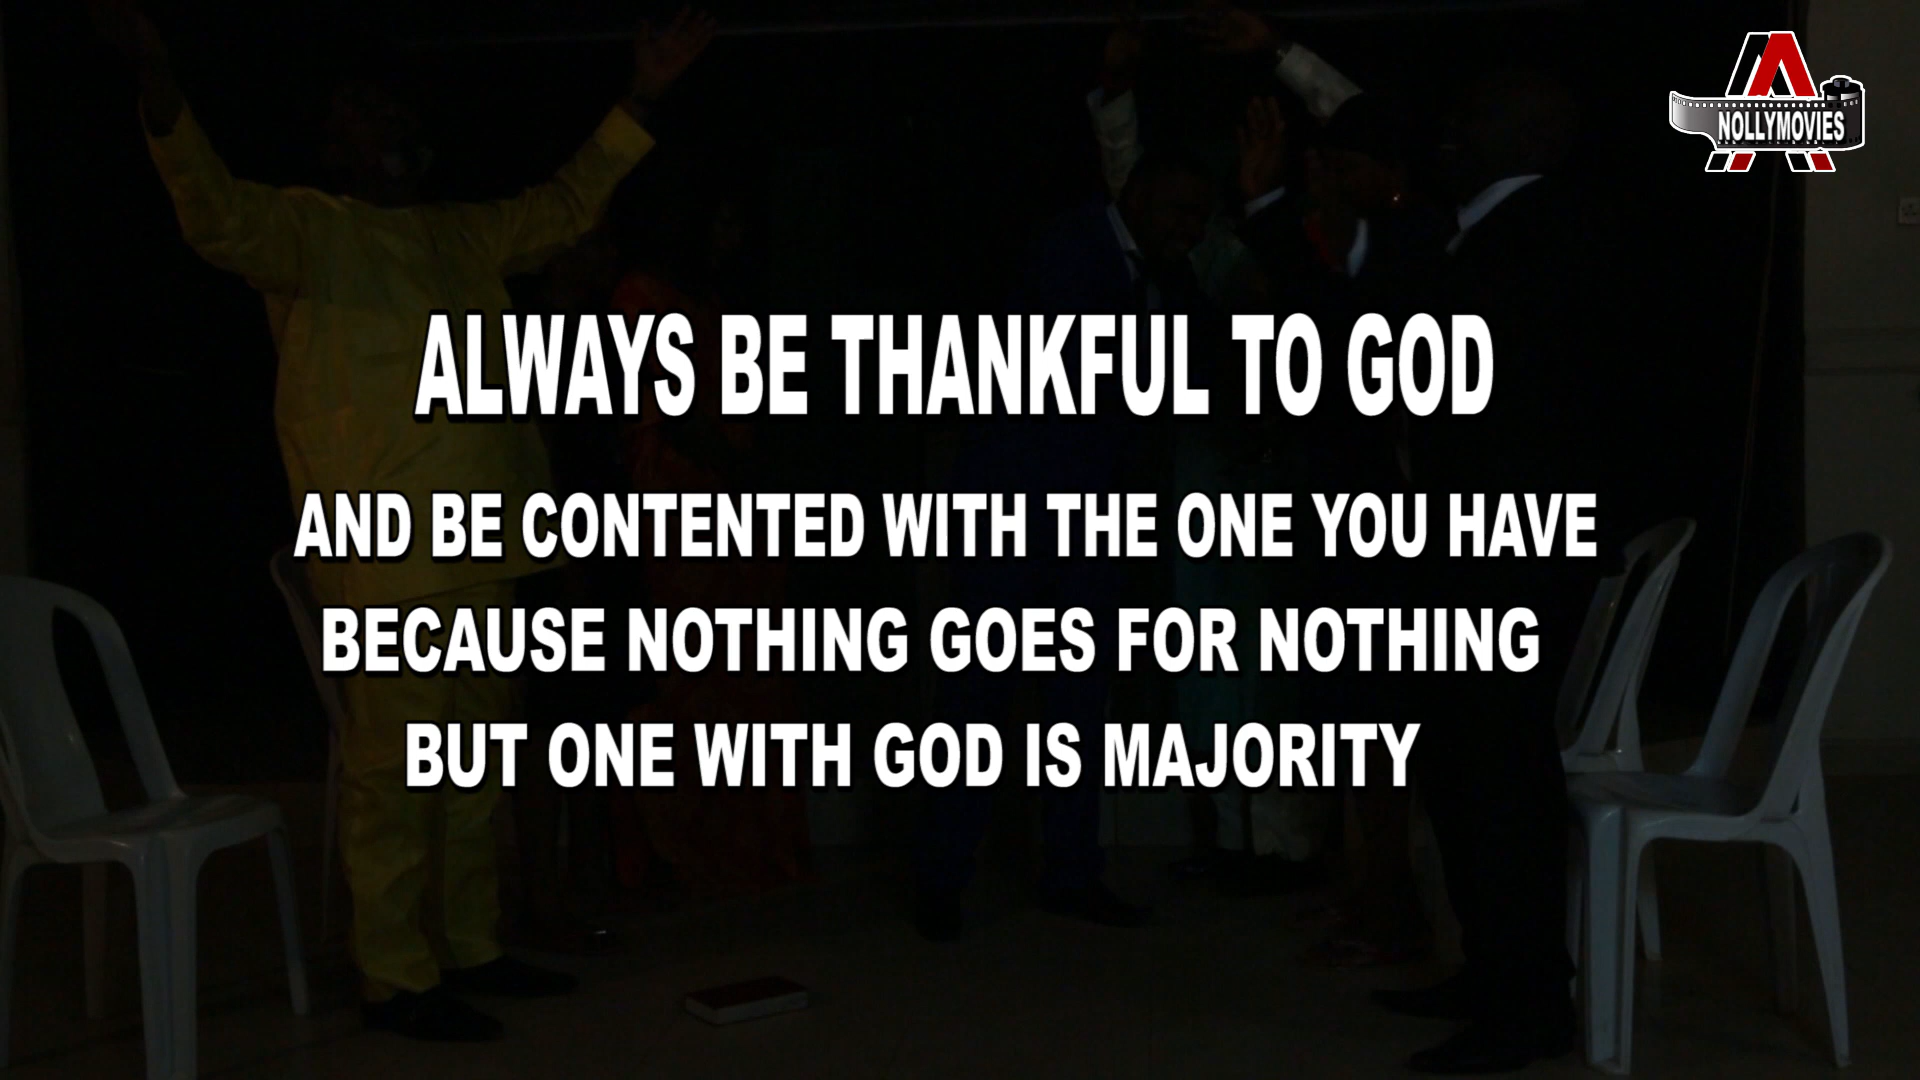 NOLLYMOVIES
ALWAYS BE THANKFUL TO GOD
AND BE CONTENTED WITH THE ONE YOU HAVE
BECAUSE NOTHING GOES FOR NOTHING
BUT ONE WITH GOD IS MAJORITY